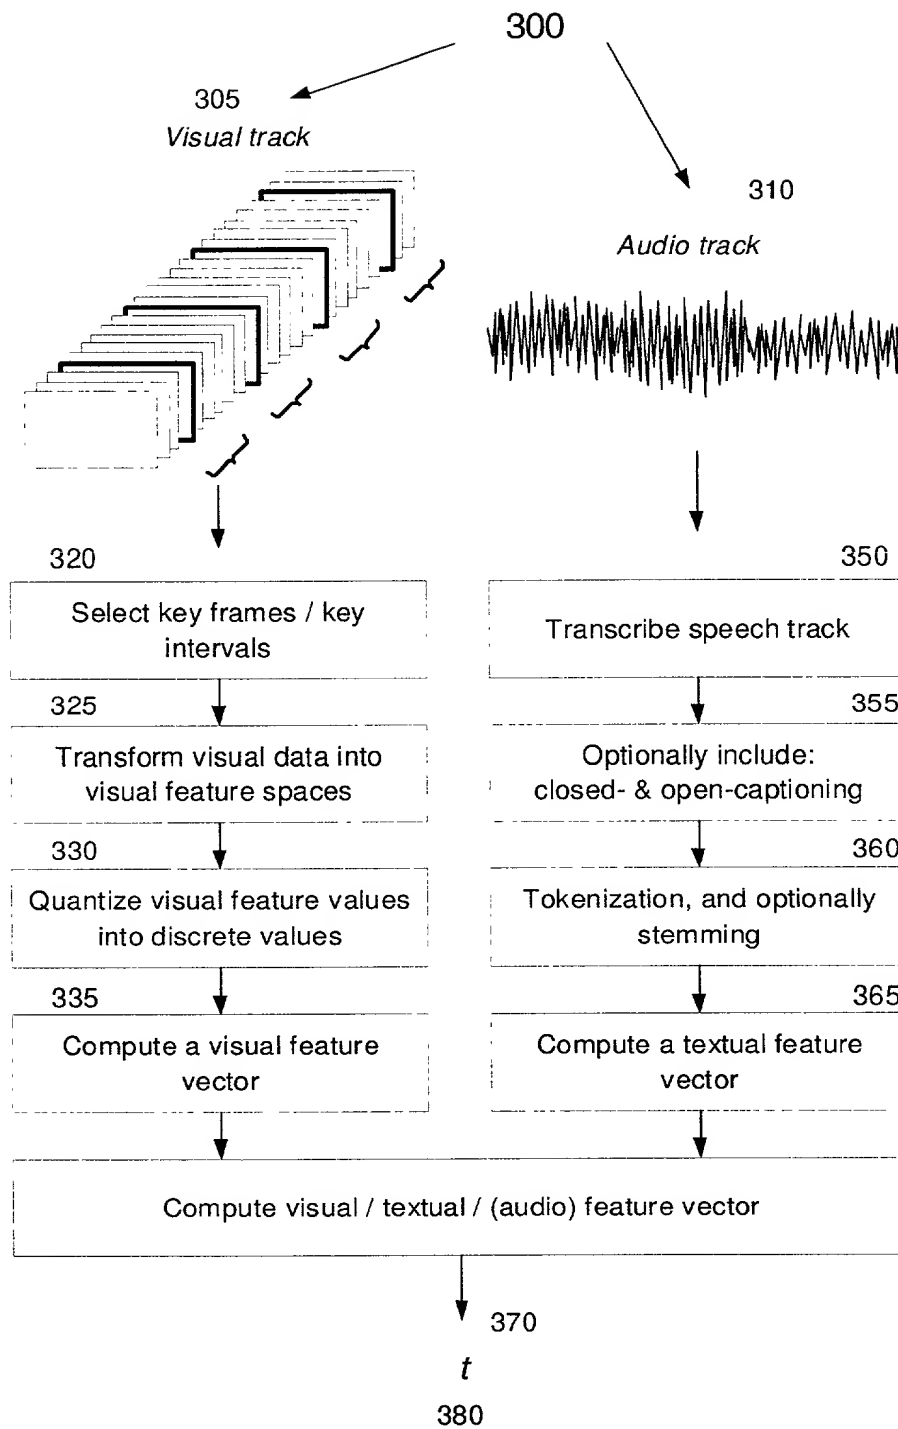 300
305
Visual track
310
Audio track
320
Select key frames / key
intervals
325
Transform visual data into
visual feature spaces
330
Quantize visual feature values
into discrete values
335
Compute a visual feature
vector
350
Transcribe speech track
355
Optionally include:
closed- & open-captioning
360
Tokenization, and optionally
stemming
365
Compute a textual feature
vector
Compute visual / textual / (audio) feature vector
370
t
380